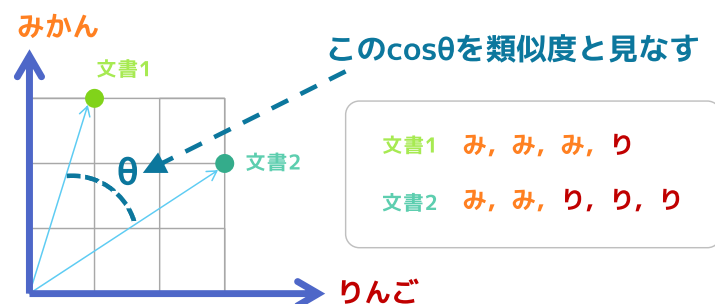 みかん
このcosθを類似度と見なす
文書1
θ
文書2
文書1 み, み, み, り
文書2 み, み, り, り, り
りんご